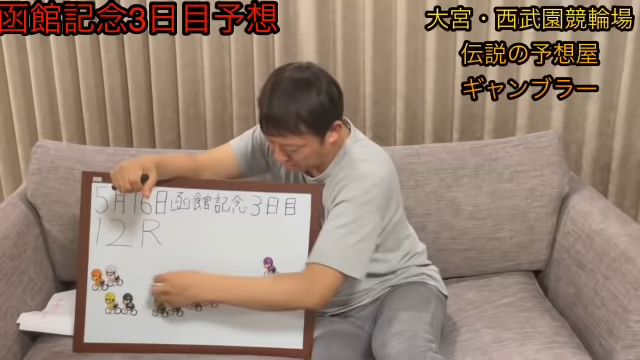 函館記念3日目予想
大宮・西武園競輪場
伝説の予想屋
ギャンブラー
5月16日函館記念3日目
12R